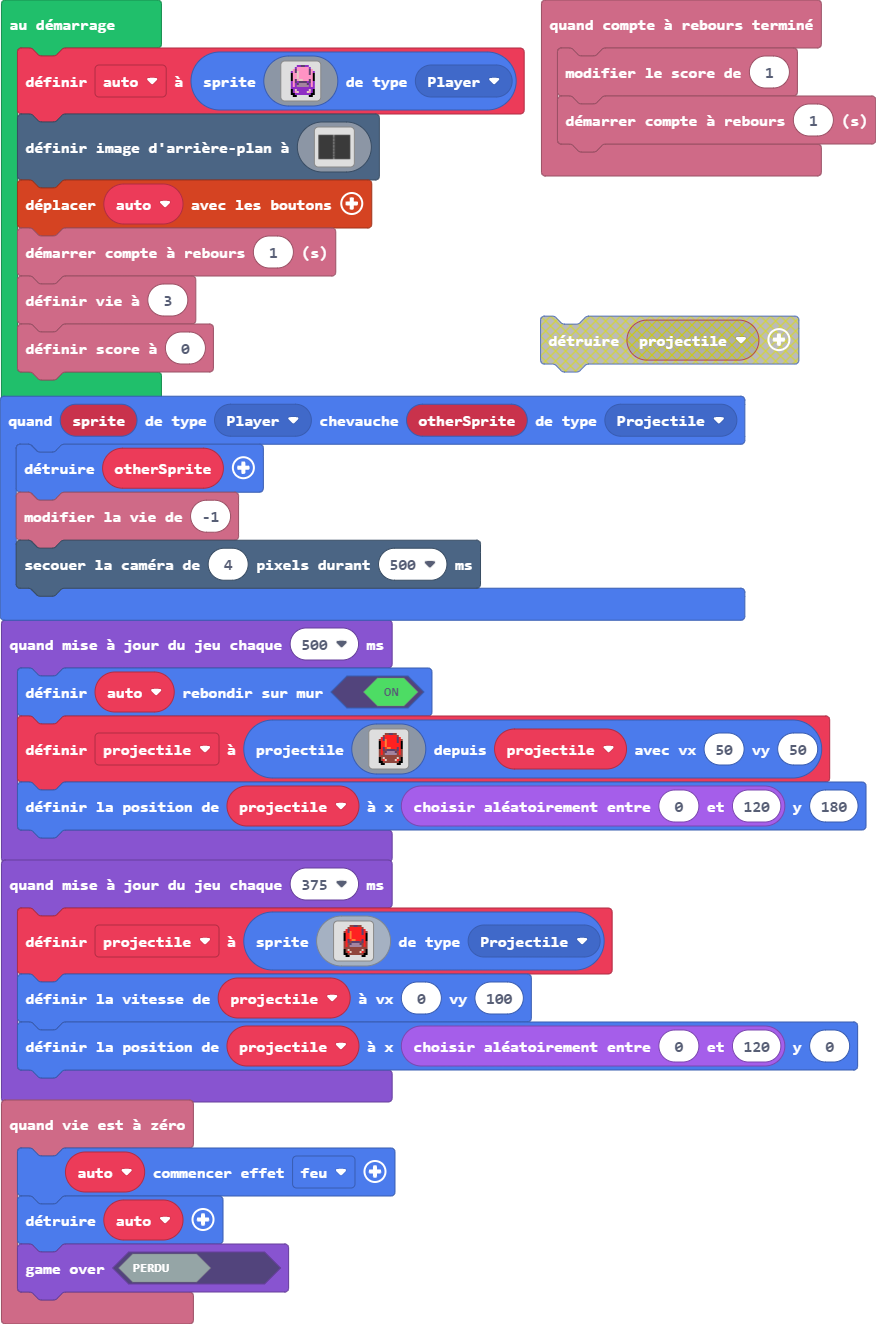 au démarrage
définir auto à sprite de type Player
définir image d'arrière-plan à
déplacer auto avec les boutons
démarrer compte à rebours 1 (s)
définir vie à 3
définir score à 0
quand compte à rebours terminé
modifier le score de 1
démarrer compte à rebours 1 (s)
détruire projectile
quand sprite de type Player chevauche otherSprite de type Projectile
détruire otherSprite
modifier la vie de -1
secouer la caméra de 4 pixels durant 500 ms
quand mise à jour du jeu chaque 500 ms
définir auto rebondir sur mur ON
définir projectile à projectile depuis projectile avec vx 50 vy 50
définir la position de projectile à x choisir aléatoirement entre 0 et 120 y 180
quand mise à jour du jeu chaque 375 ms
définir projectile à sprite de type Projectile
définir la vitesse de projectile à vx 0 vy 100
définir la position de projectile à x choisir aléatoirement entre 0 et 120 y 0
quand vie est à zéro
auto commencer effet feu
détruire auto
game over PERDU